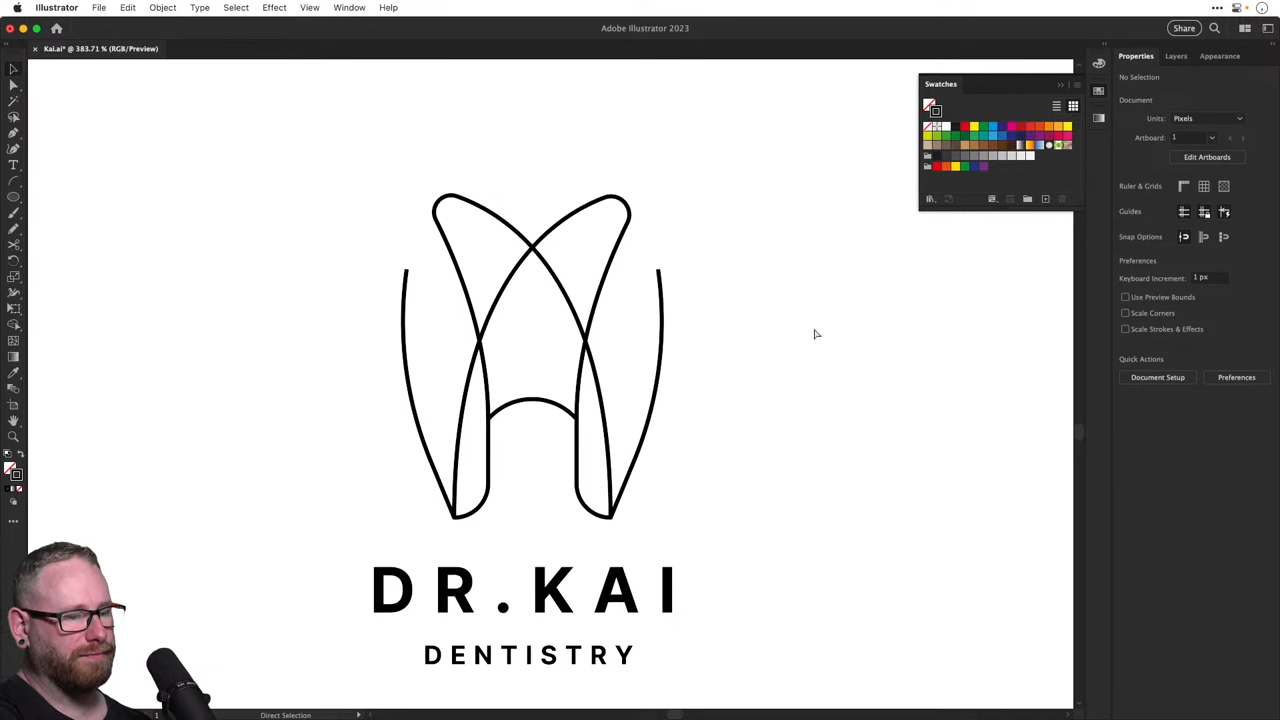 Illustrator File Edit Object Type Select Effect View Window Help
Adobe Illustrator 2023
Share
Kai.ai* @ 383.71 % (RGB/Preview)
Swatches
Properties Layers Appearance
No Selection
Document
Units: Pixels
Artboard: 1
Edit Artboards
Ruler & Grids
Guides
Snap Options
Preferences
Keyboard Increment: 1 px
Use Preview Bounds
Scale Corners
Scale Strokes & Effects
Quick Actions
Document Setup Preferences
DR.KAI
DENTISTRY
1 Direct Selection